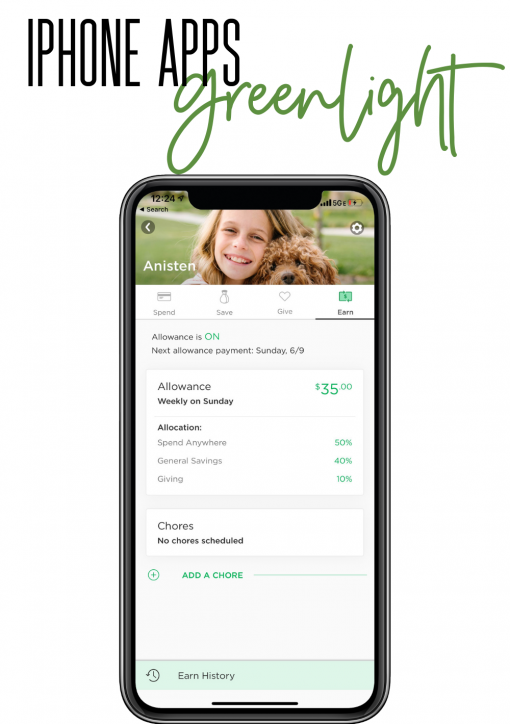 IPHONE APPS
greenlight
12:24
5GE
◀ Search
Anisten
Spend Save Give Earn
Allowance is ON
Next allowance payment: Sunday, 6/9
Allowance $35.00
Weekly on Sunday
Allocation:
Spend Anywhere 50%
General Savings 40%
Giving 10%
Chores
No chores scheduled
ADD A CHORE
Earn History